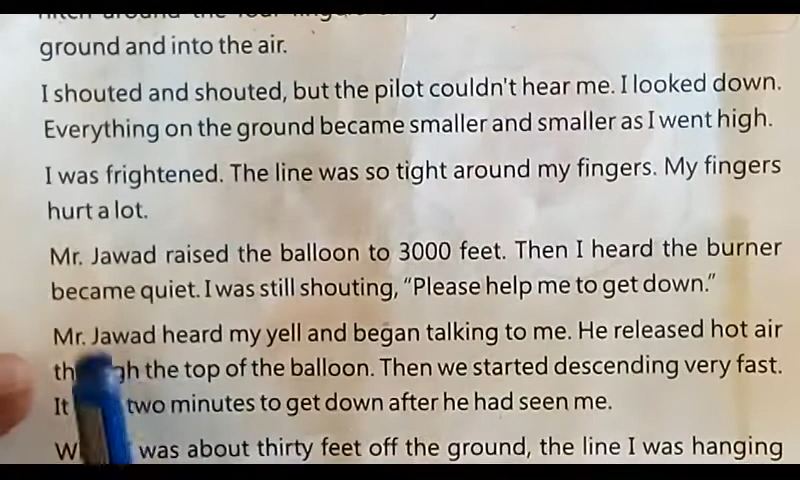 ground and into the air.
I shouted and shouted, but the pilot couldn't hear me. I looked down.
Everything on the ground became smaller and smaller as I went high.
I was frightened. The line was so tight around my fingers. My fingers
hurt a lot.
Mr. Jawad raised the balloon to 3000 feet. Then I heard the burner
became quiet. I was still shouting, “Please help me to get down.”
Mr. Jawad heard my yell and began talking to me. He released hot air
the top of the balloon. Then we started descending very fast.
It two minutes to get down after he had seen me.
was about thirty feet off the ground, the line I was hanging